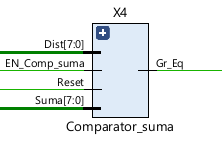 X4
Dist[7:0]
EN_Comp_suma
Gr_Eq
Reset
Suma[7:0]
Comparator_suma